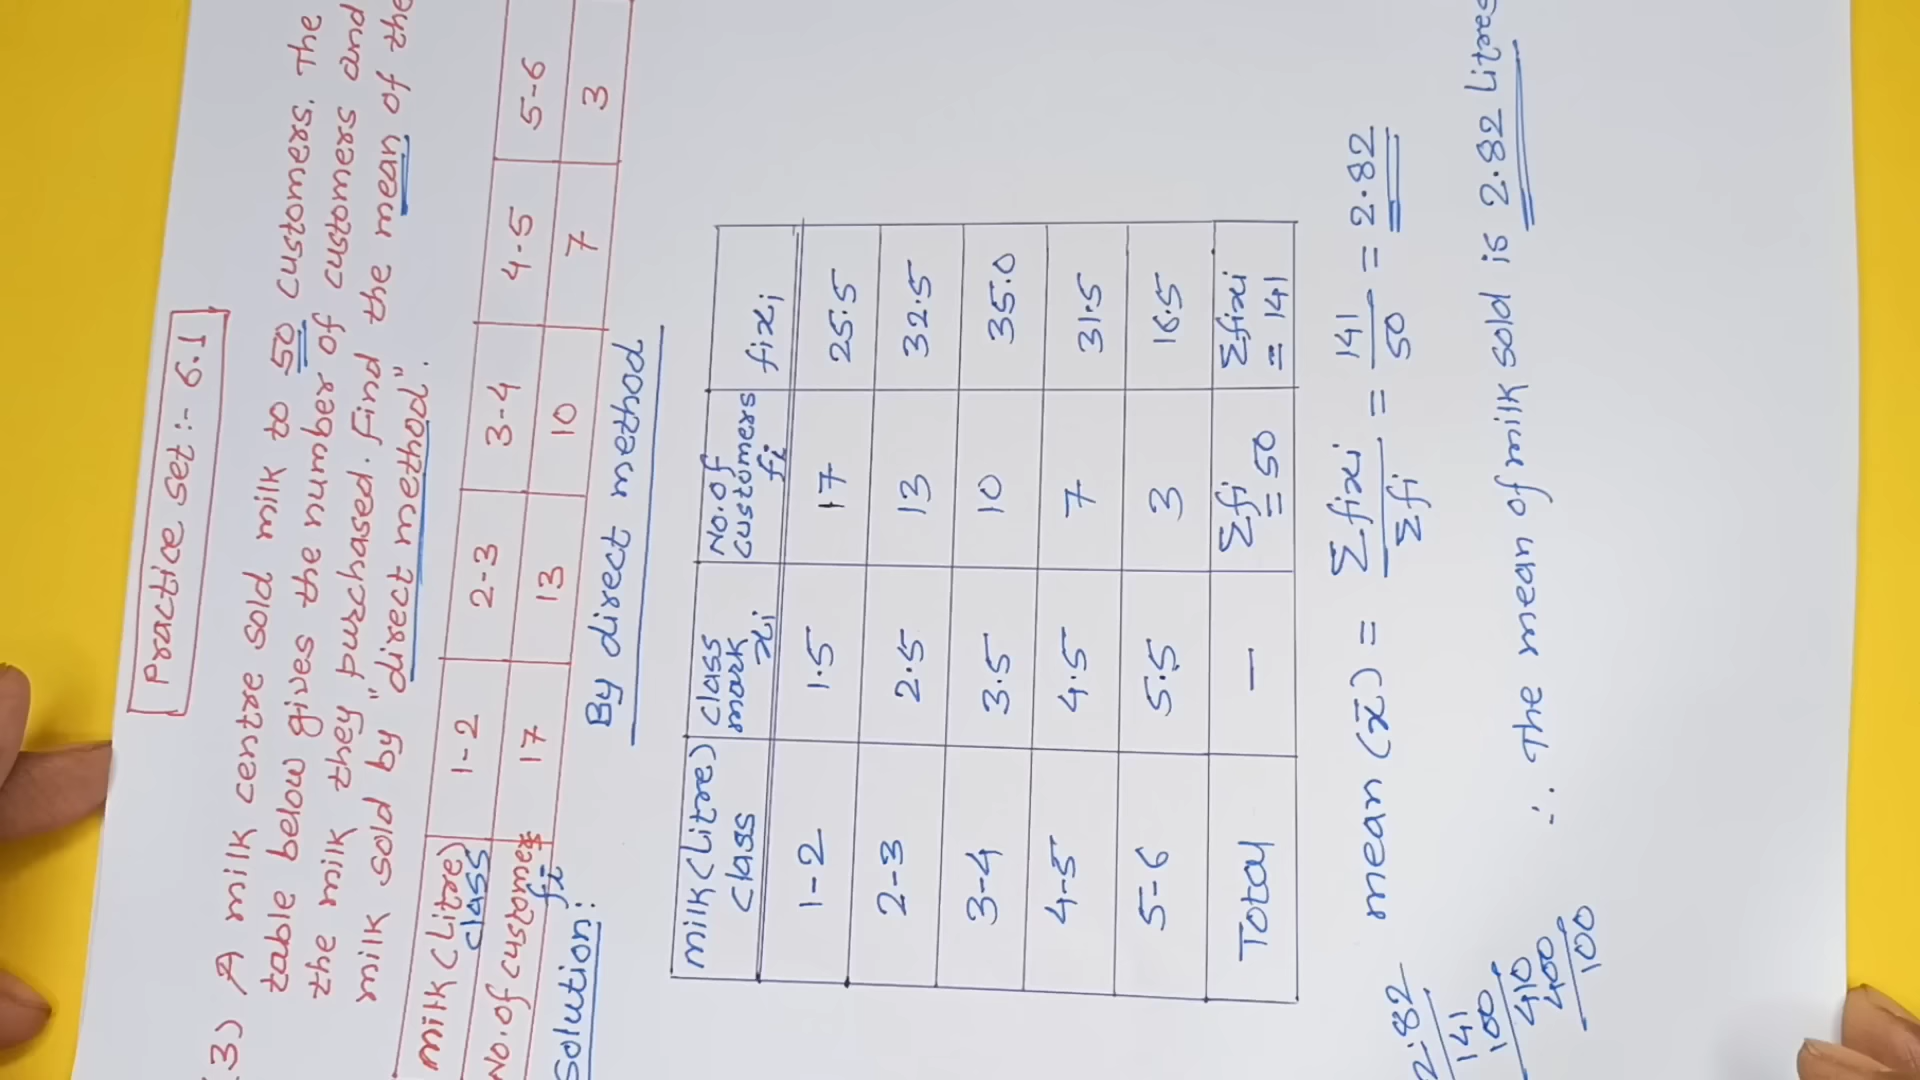 Practice set:- 6.1
.3) A milk centre sold milk to 50 customers. The
table below gives the number of customers and
the milk they purchased. Find the mean of the
milk sold by "direct method".
milk (Litre) class 1-2 2-3 3-4 4-5 5-6
No. of customers fi 17 13 10 7 3
Solution: By direct method
milk (Litre) class | class mark xi | No. of customers fi | fixi
1-2 1.5 17 25.5
2-3 2.5 13 32.5
3-4 3.5 10 35.0
4-5 4.5 7 31.5
5-6 5.5 3 16.5
Total — Σfi = 50 Σfixi = 141
mean (x̄) = Σfixi / Σfi = 141 / 50 = 2.82
∴ The mean of milk sold is 2.82 Litres
2.82
141
100
410
400
100